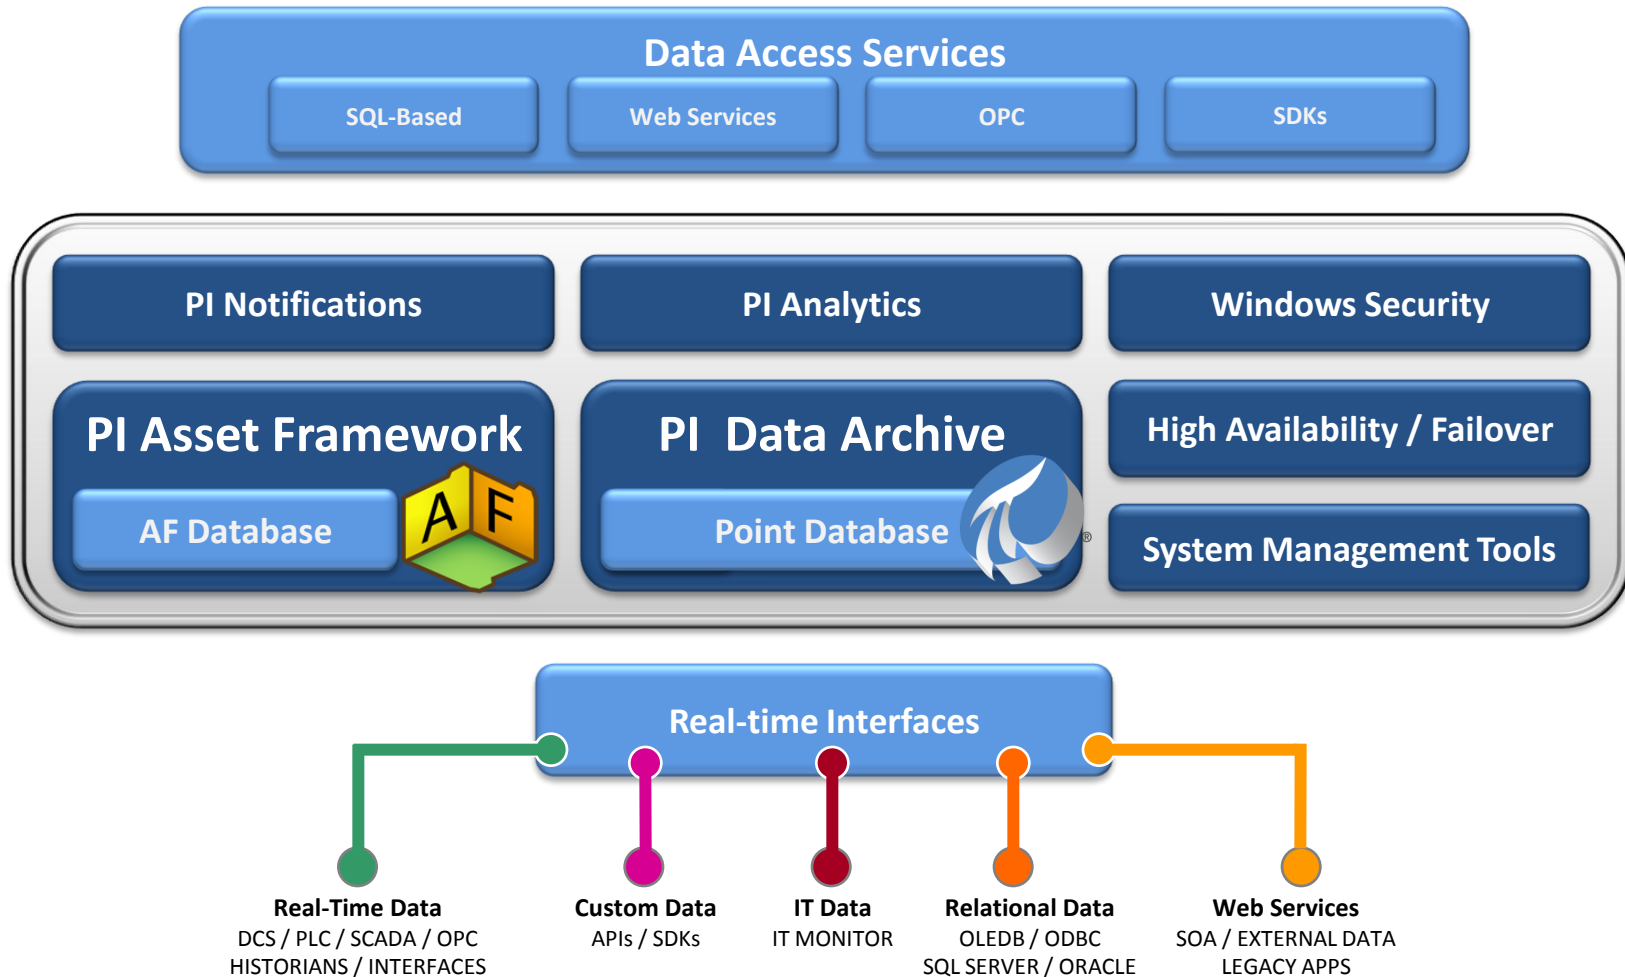 Data Access Services
SQL-Based
Web Services
OPC
SDKs
PI Notifications
PI Analytics
Windows Security
PI Asset Framework
AF Database
A F
PI Data Archive
Point Database
®
High Availability / Failover
System Management Tools
Real-time Interfaces
Real-Time Data
DCS / PLC / SCADA / OPC
HISTORIANS / INTERFACES
Custom Data
APIs / SDKs
IT Data
IT MONITOR
Relational Data
OLEDB / ODBC
SQL SERVER / ORACLE
Web Services
SOA / EXTERNAL DATA
LEGACY APPS